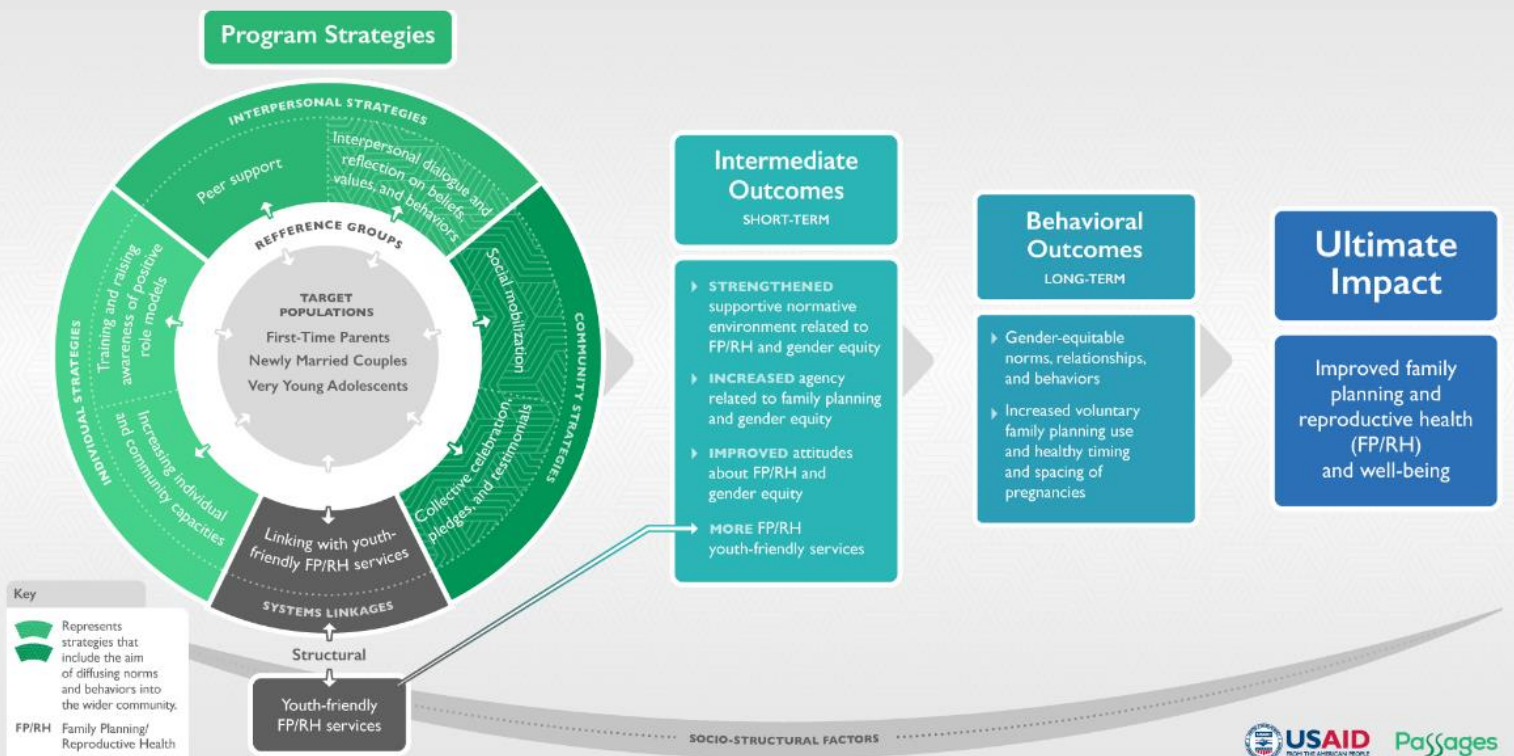 Program Strategies
INTERPERSONAL STRATEGIES
Peer support
Interpersonal dialogue and
reflection on beliefs,
values, and behaviors
INDIVIDUAL STRATEGIES
Training and raising
awareness of positive
role models
Increasing individual
and community capacities
COMMUNITY STRATEGIES
Social mobilization
Collective celebration,
pledges, and testimonials
REFFERENCE GROUPS
TARGET
POPULATIONS
First-Time Parents
Newly Married Couples
Very Young Adolescents
Linking with youth-
friendly FP/RH services
SYSTEMS LINKAGES
Structural
Youth-friendly
FP/RH services
Intermediate
Outcomes
SHORT-TERM
STRENGTHENED
supportive normative
environment related to
FP/RH and gender equity
INCREASED agency
related to family planning
and gender equity
IMPROVED attitudes
about FP/RH and
gender equity
MORE FP/RH
youth-friendly services
Behavioral
Outcomes
LONG-TERM
Gender-equitable
norms, relationships,
and behaviors
Increased voluntary
family planning use
and healthy timing
and spacing of
pregnancies
Ultimate
Impact
Improved family
planning and
reproductive health
(FP/RH)
and well-being
Key
Represents
strategies that
include the aim
of diffusing norms
and behaviors into
the wider community.
FP/RH Family Planning/
Reproductive Health
SOCIO-STRUCTURAL FACTORS
USAID
FROM THE AMERICAN PEOPLE
Passages